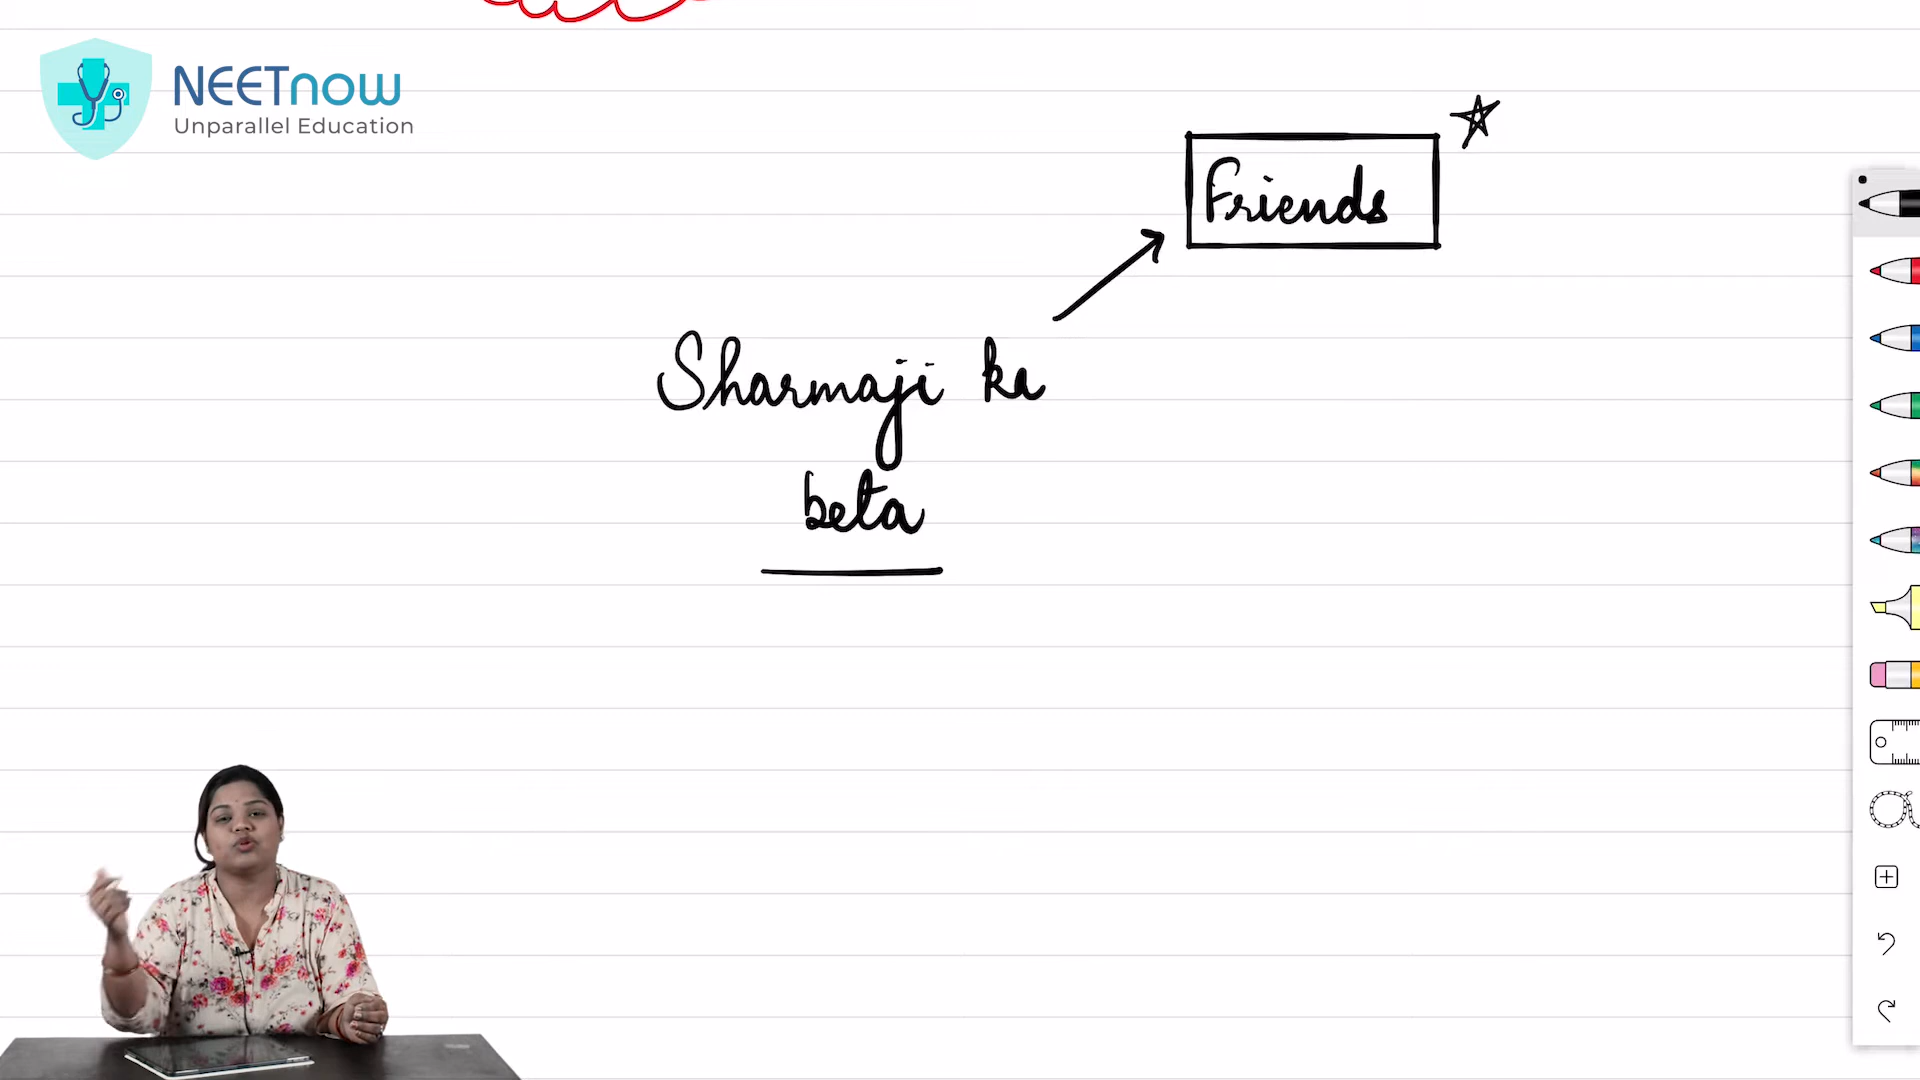 NEETnow
Unparallel Education
Friends
Sharmaji ka
beta